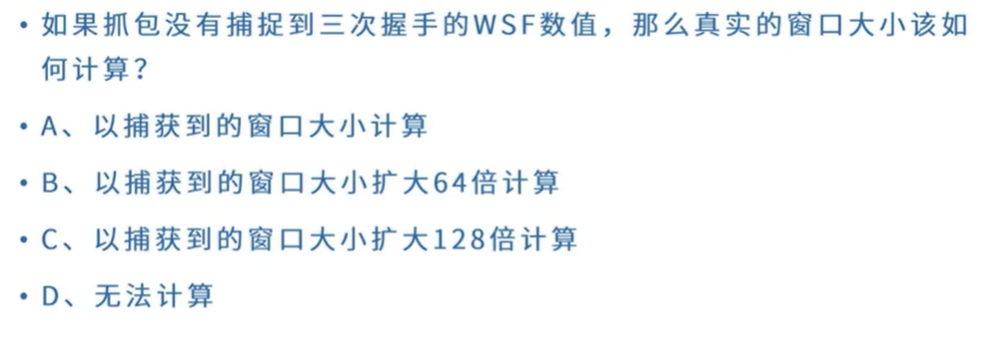 • 如果抓包没有捕捉到三次握手的WSF数值，那么真实的窗口大小该如
何计算？
• A、以捕获到的窗口大小计算
• B、以捕获到的窗口大小扩大64倍计算
• C、以捕获到的窗口大小扩大128倍计算
• D、无法计算